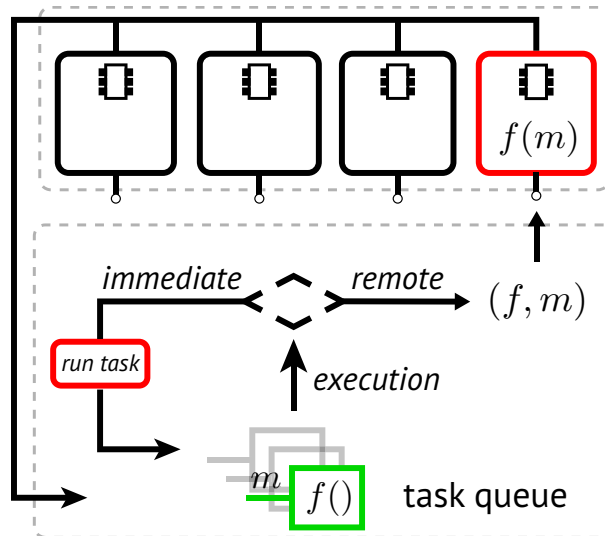 f(m)
immediate
remote
(f, m)
run task
execution
m
f()
task queue